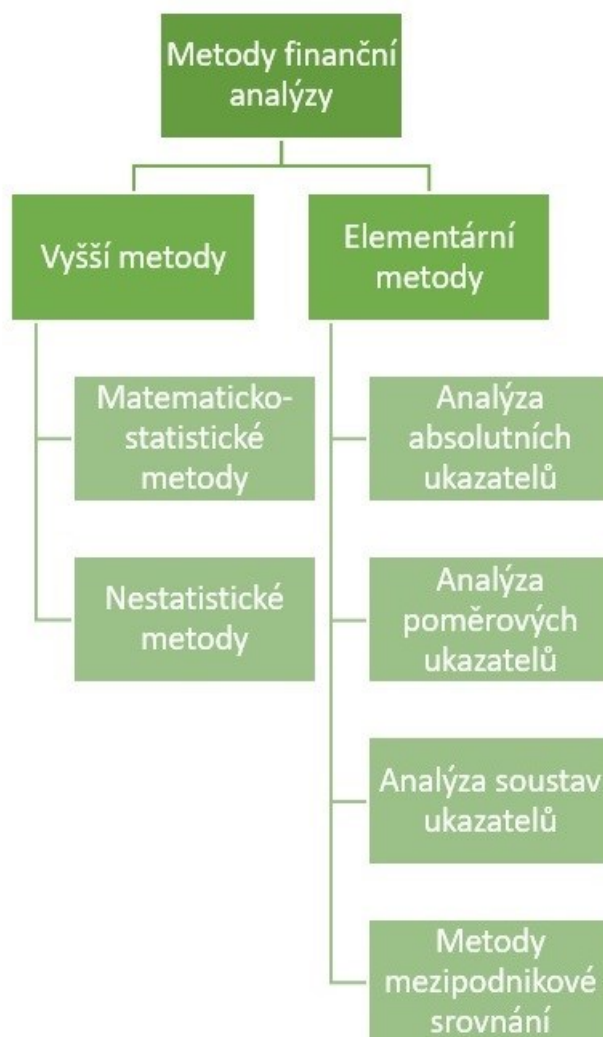 Metody finanční
analýzy
Vyšší metody
Elementární
metody
Matematicko-
statistické
metody
Nestatistické
metody
Analýza
absolutních
ukazatelů
Analýza
poměrových
ukazatelů
Analýza soustav
ukazatelů
Metody
mezipodnikové
srovnání